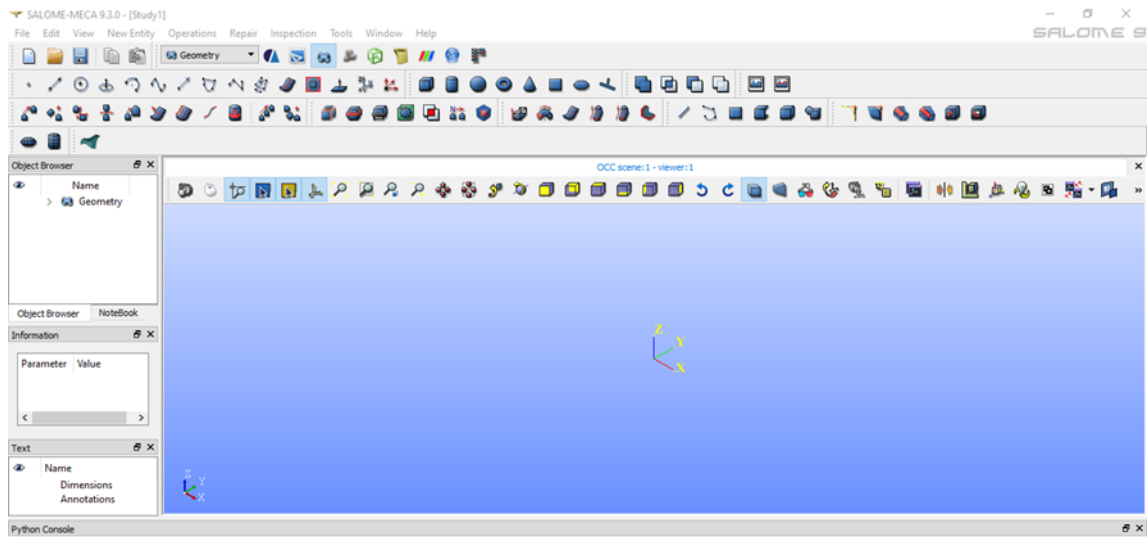 SALOME-MECA 9.3.0 - [Study1]
File Edit View New Entity Operations Repair Inspection Tools Window Help
SALOME 9
Geometry
Object Browser
OCC scene:1 - viewer:1
Name
Geometry
Object Browser NoteBook
Information
Z
Y
X
Parameter Value
Text
Name
Dimensions
Annotations
Z
Y
X
Python Console